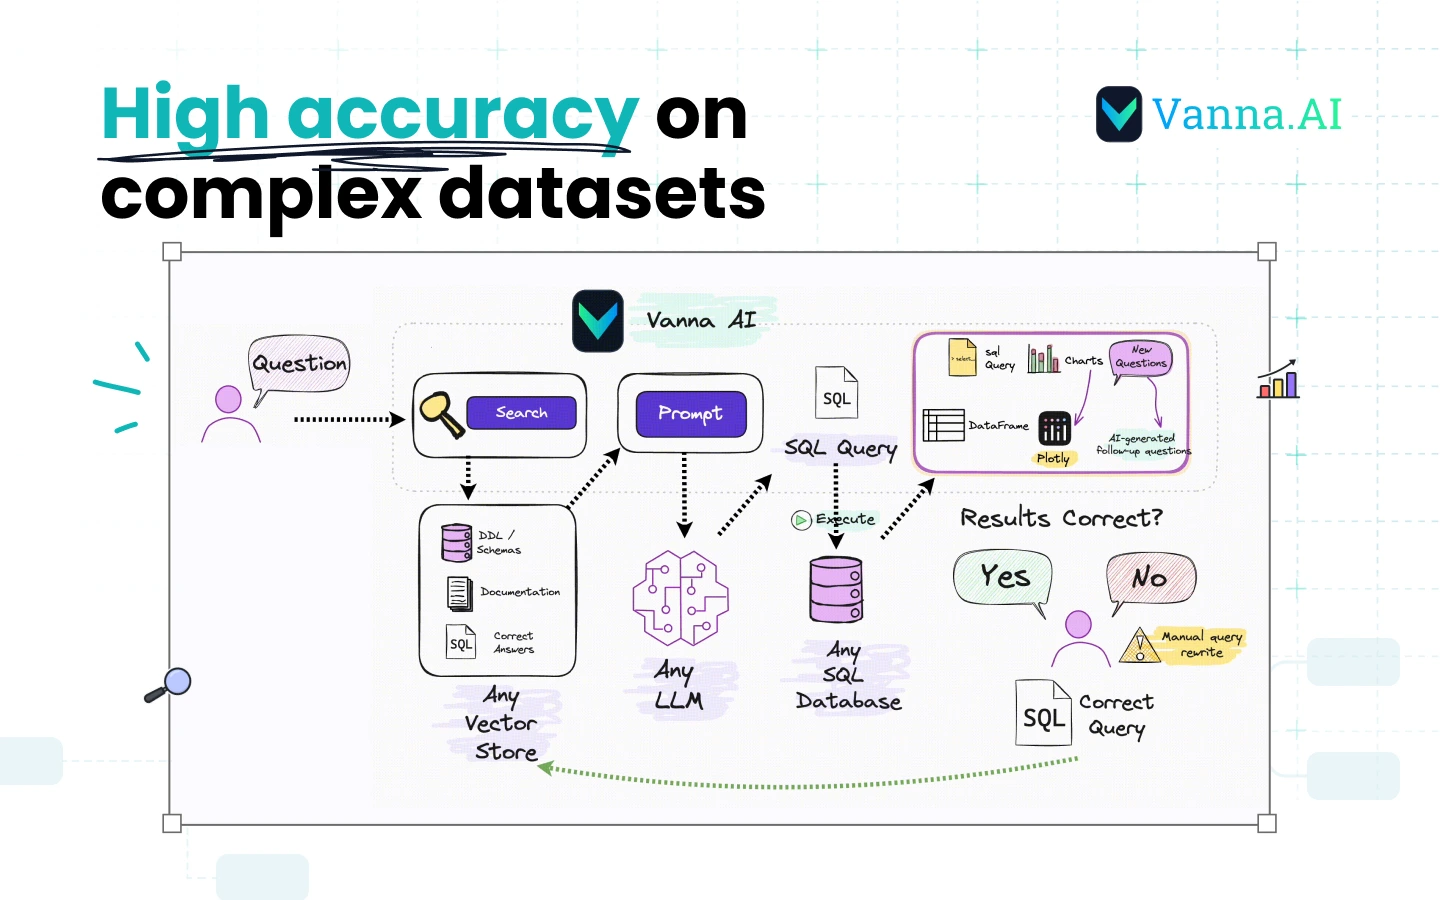 High accuracy on
complex datasets
Vanna.AI
Vanna AI
Question
Search
Prompt
SQL
SQL Query
> select...
sql
Query
Charts
New
Questions
DataFrame
Plotly
AI-generated
follow-up questions
DDL /
Schemas
Documentation
SQL
Correct
Answers
Any
Vector
Store
Any
LLM
Execute
Any
SQL
Database
Results Correct?
Yes
No
Manual query
rewrite
SQL
Correct
Query